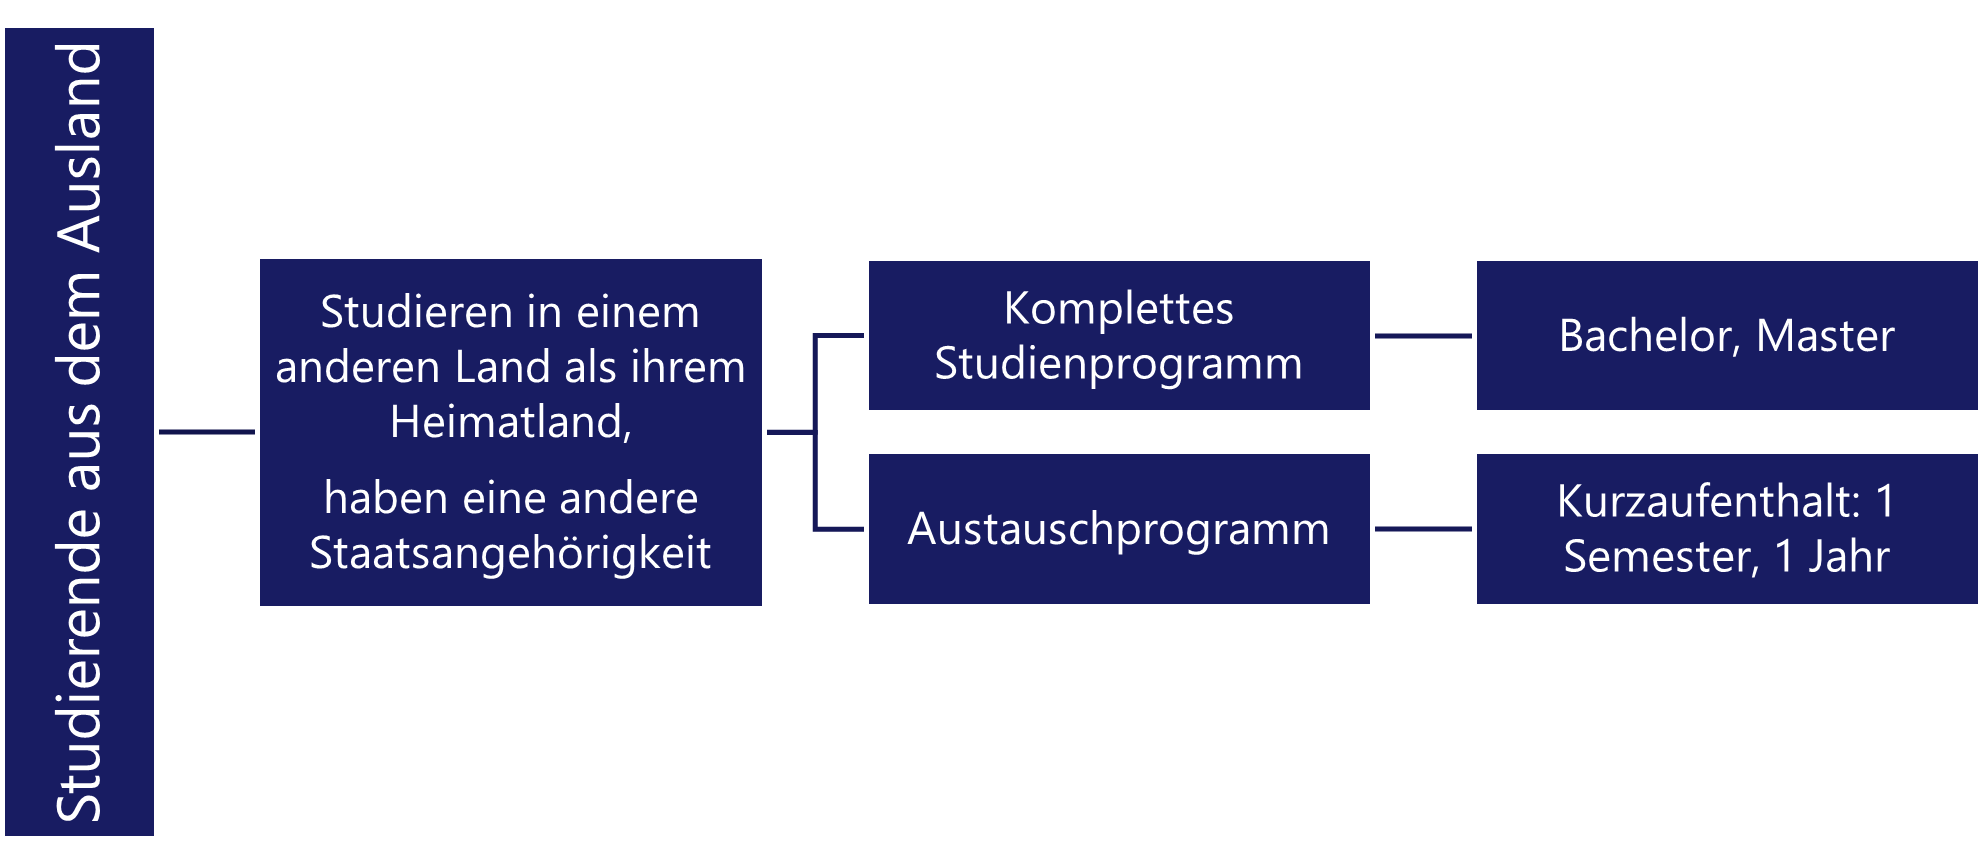 Studierende aus dem Ausland
Studieren in einem
anderen Land als ihrem
Heimatland,
haben eine andere
Staatsangehörigkeit
Komplettes
Studienprogramm
Bachelor, Master
Austauschprogramm
Kurzaufenthalt: 1
Semester, 1 Jahr